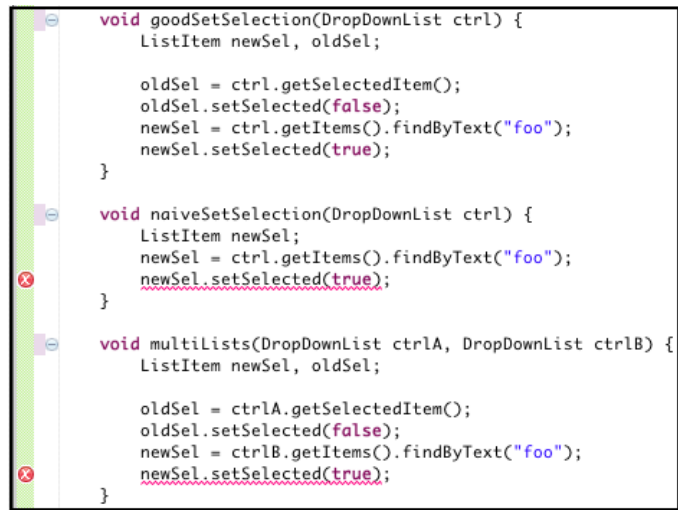 void goodSetSelection(DropDownList ctrl) {
ListItem newSel, oldSel;
oldSel = ctrl.getSelectedItem();
oldSel.setSelected(false);
newSel = ctrl.getItems().findByText("foo");
newSel.setSelected(true);
}
void naiveSetSelection(DropDownList ctrl) {
ListItem newSel;
newSel = ctrl.getItems().findByText("foo");
newSel.setSelected(true);
}
void multiLists(DropDownList ctrlA, DropDownList ctrlB) {
ListItem newSel, oldSel;
oldSel = ctrlA.getSelectedItem();
oldSel.setSelected(false);
newSel = ctrlB.getItems().findByText("foo");
newSel.setSelected(true);
}